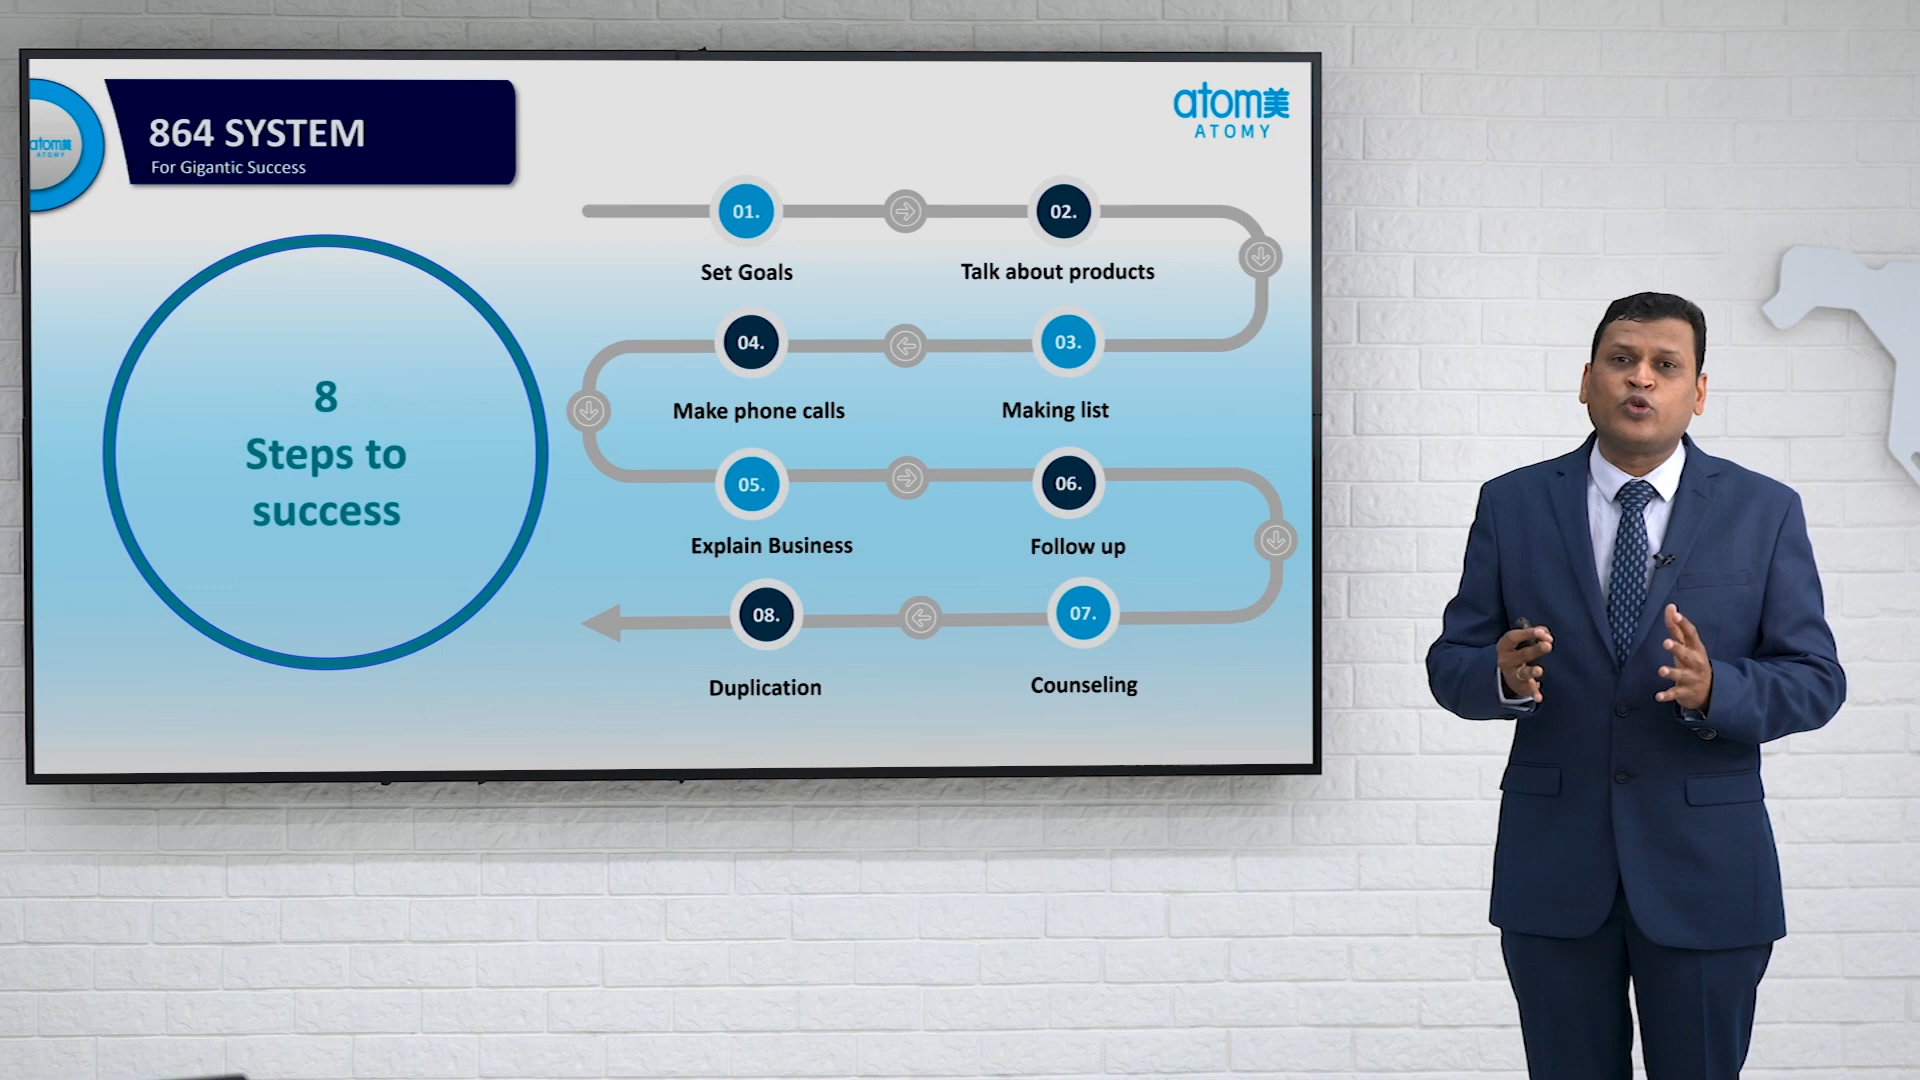 864 SYSTEM
For Gigantic Success
atom美
ATOMY
atom美
ATOMY
8
Steps to
success
01.
Set Goals
02.
Talk about products
03.
Making list
04.
Make phone calls
05.
Explain Business
06.
Follow up
07.
Counseling
08.
Duplication